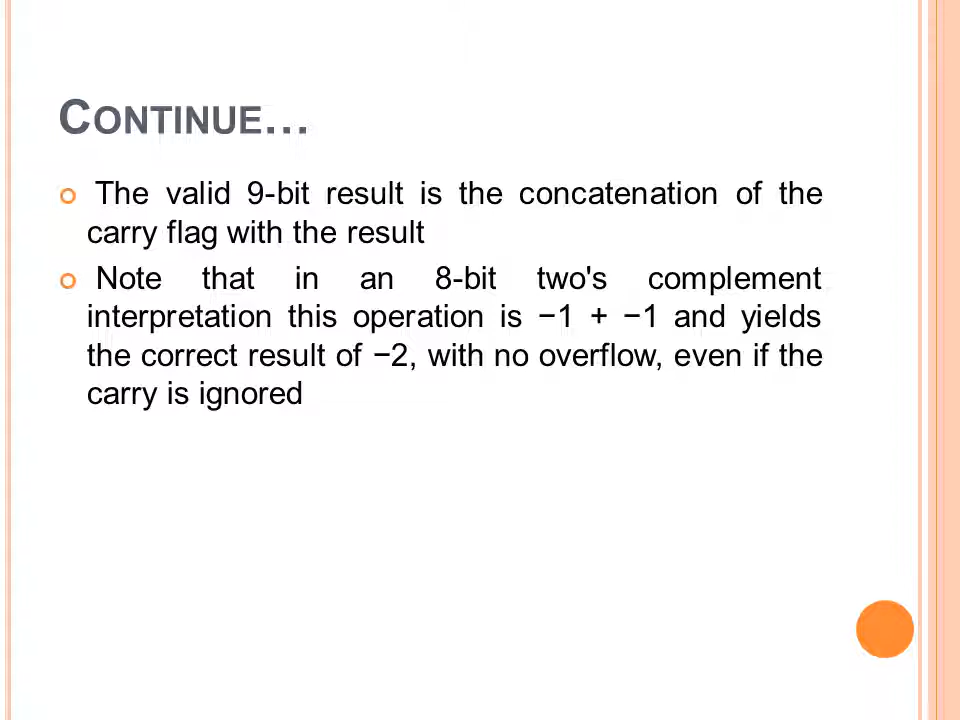 CONTINUE…
The valid 9-bit result is the concatenation of the
carry flag with the result
Note that in an 8-bit two's complement
interpretation this operation is −1 + −1 and yields
the correct result of −2, with no overflow, even if the
carry is ignored